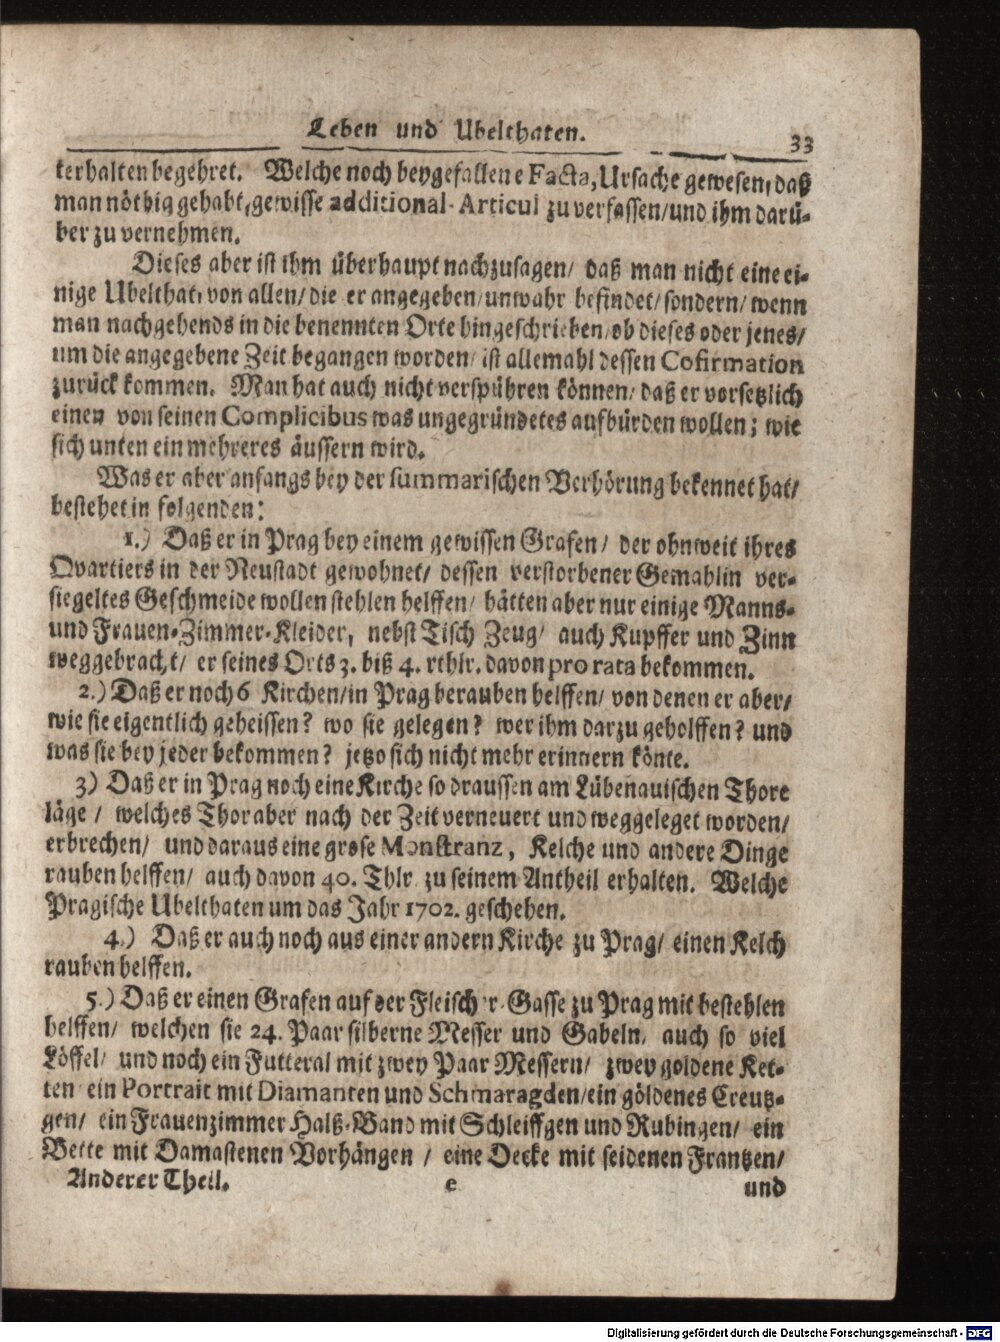 Leben und Ubelthaten.
33
terhalten begehret. Welche noch beygefallene Facta, Ursache gewesen, daß
man nöthig gehabt, gewisse additional-Articul zu verfassen/ und ihm darü-
ber zu vernehmen.
Dieses aber ist ihm überhaupt nachzusagen/ daß man nicht eine ei-
nige Ubelthat, von allen/ die er angegeben/ unwahr befindet/ sondern/ wenn
man nachgehends in die benennten Orte hingeschrieben/ ob dieses oder jenes/
um die angegebene Zeit begangen worden/ ist allemahl dessen Cofirmation
zurück kommen. Man hat auch nicht verspühren können/ daß er vorsetzlich
einen von seinen Complicibus was ungegründetes aufbürden wollen; wie
sich unten ein mehreres äussern wird.
Was er aber anfangs bey der summarischen Verhörung bekennet hat/
bestehet in folgenden:
1.) Daß er in Prag bey einem gewissen Grafen/ der ohnweit ihres
Qvartiers in der Neustadt gewohnet/ dessen verstorbener Gemahlin ver-
siegeltes Geschmeide wollen stehlen helffen/ hätten aber nur einige Manns-
und Frauen-Zimmer-Kleider, nebst Tisch Zeug/ auch Kupffer und Zinn
weggebracht/ er seines Orts 3. biß 4. rthlr. davon pro rata bekommen.
2.) Daß er noch 6 Kirchen/ in Prag berauben helffen/ von denen er aber/
wie sie eigentlich geheissen? wo sie gelegen? wer ihm darzu geholffen? und
was sie bey jeder bekommen? jetzo sich nicht mehr erinnern könte.
3) Daß er in Prag noch eine Kirche so draussen am Lübenauischen Thore
läge / welches Thor aber nach der Zeit verneuert und weggeleget worden/
erbrechen/ und daraus eine grose Monstranz, Kelche und andere Dinge
rauben helffen/ auch davon 40. Thlr. zu seinem Antheil erhalten. Welche
Pragische Ubelthaten um das Jahr 1702. geschehen.
4.) Daß er auch noch aus einer andern Kirche zu Prag/ einen Kelch
rauben helffen.
5.) Daß er einen Grafen auf der Fleisch'r-Gasse zu Prag mit bestehlen
helffen/ welchen sie 24. Paar silberne Messer und Gabeln, auch so viel
Löffel/ und noch ein Futteral mit zwey Paar Messern/ zwey goldene Ket-
ten ein Portrait mit Diamanten und Schmaragden/ ein göldenes Creutz-
gen/ ein Frauenzimmer Halß-Band mit Schleiffgen und Rubingen/ ein
Bette mit Damastenen Vorhängen / eine Decke mit seidenen Frantzen/
Anderer Theil. e und
Digitalisierung gefördert durch die Deutsche Forschungsgemeinschaft - DFG